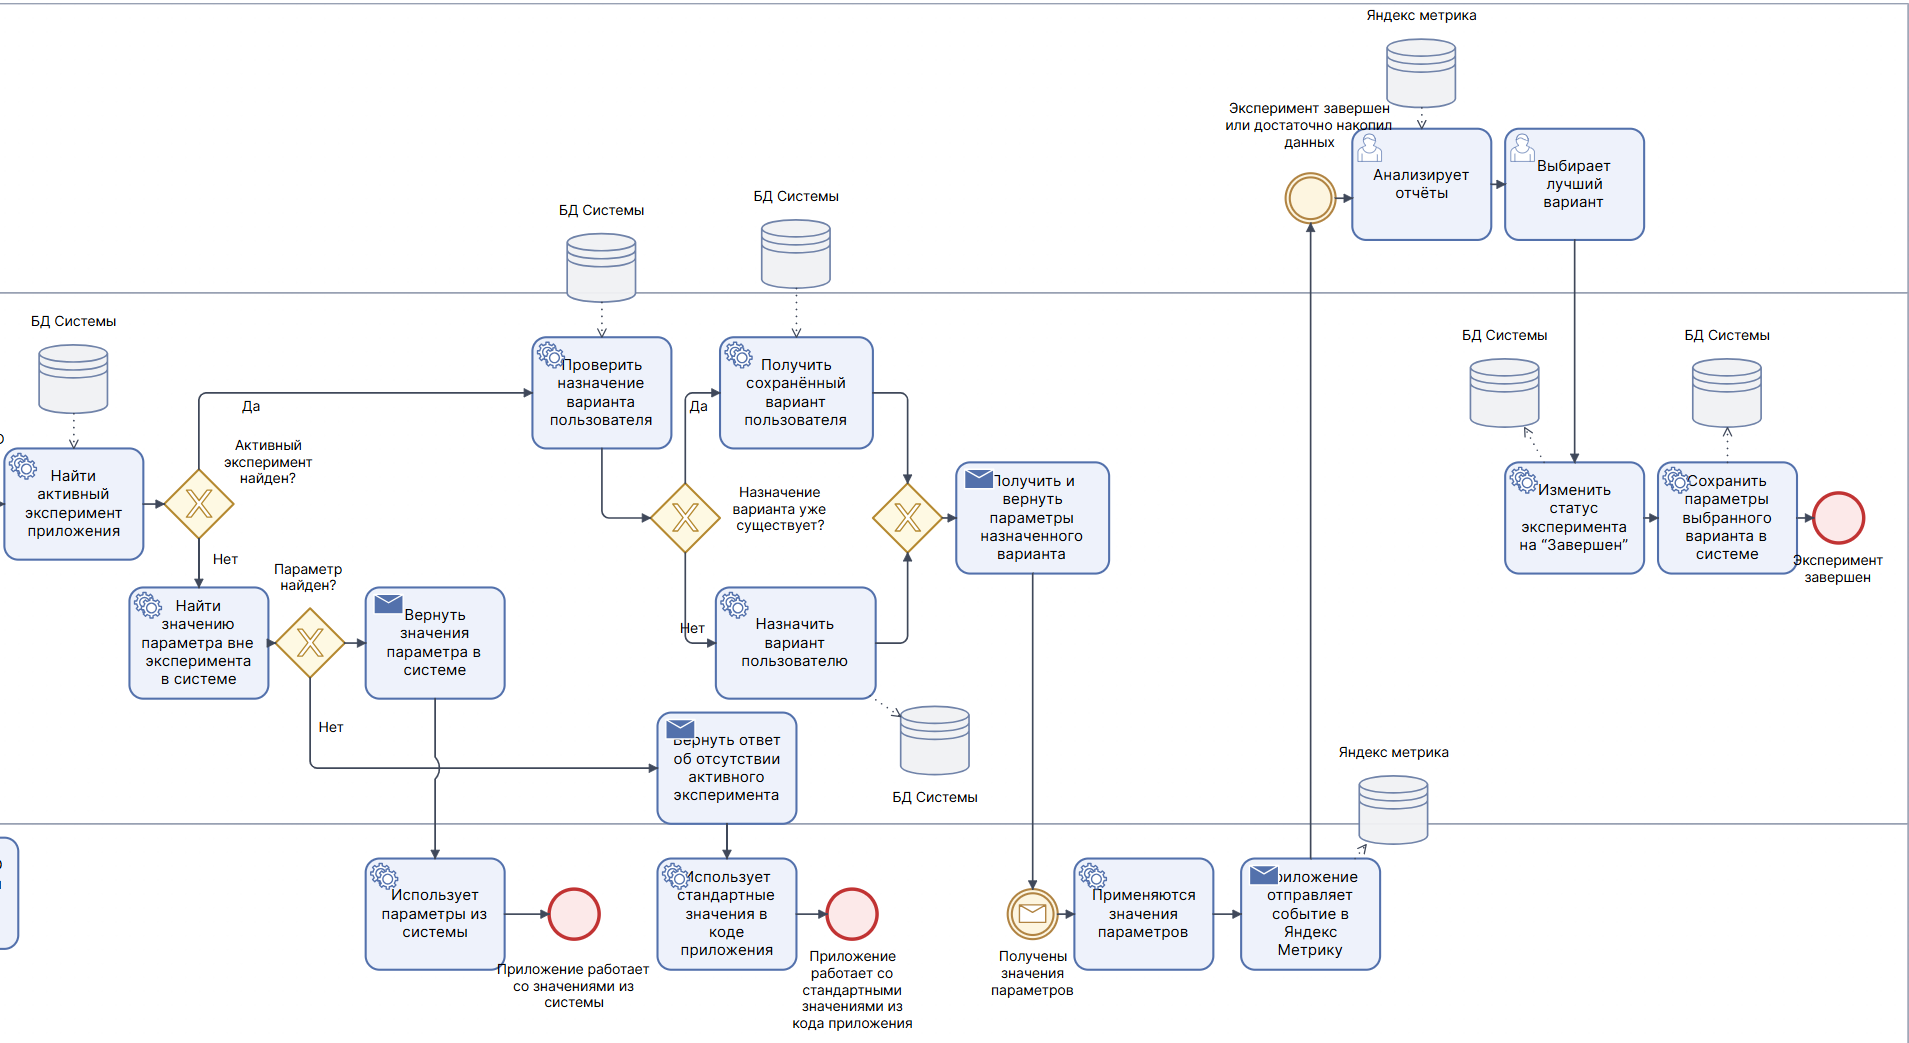 Яндекс метрика
Эксперимент завершен
или достаточно накопил
данных
Анализирует
отчёты
Выбирает
лучший
вариант
БД Системы
БД Системы
БД Системы
БД Системы
БД Системы
Найти
активный
эксперимент
приложения
Да
Активный
эксперимент
найден?
Нет
Проверить
назначение
варианта
пользователя
Да
Получить
сохранённый
вариант
пользователя
Назначение
варианта уже
существует?
Нет
Назначить
вариант
пользователю
БД Системы
Получить и
вернуть
параметры
назначенного
варианта
Изменить
статус
эксперимента
на “Завершен”
Сохранить
параметры
выбранного
варианта в
системе
Эксперимент
завершен
Найти
значению
параметра вне
эксперимента
в системе
Параметр
найден?
Нет
Вернуть
значения
параметра в
системе
Вернуть ответ
об отсутствии
активного
эксперимента
Яндекс метрика
Использует
параметры из
системы
Приложение работает
со значениями из
системы
Использует
стандартные
значения в
коде
приложения
Приложение
работает со
стандартными
значениями из
кода приложения
Получены
значения
параметров
Применяются
значения
параметров
Приложение
отправляет
событие в
Яндекс
Метрику